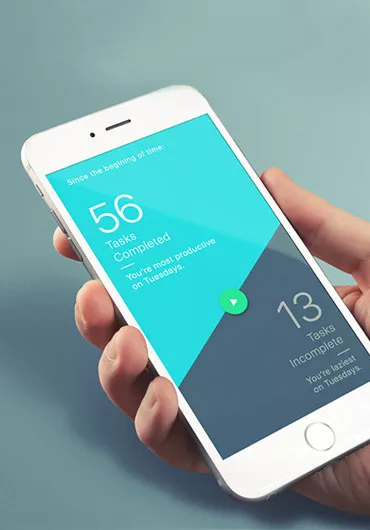 Since the begining of time:
56
Tasks
Completed
You're most productive
on Tuesdays.
13
Tasks
Incomplete
You're laziest
on Tuesdays.